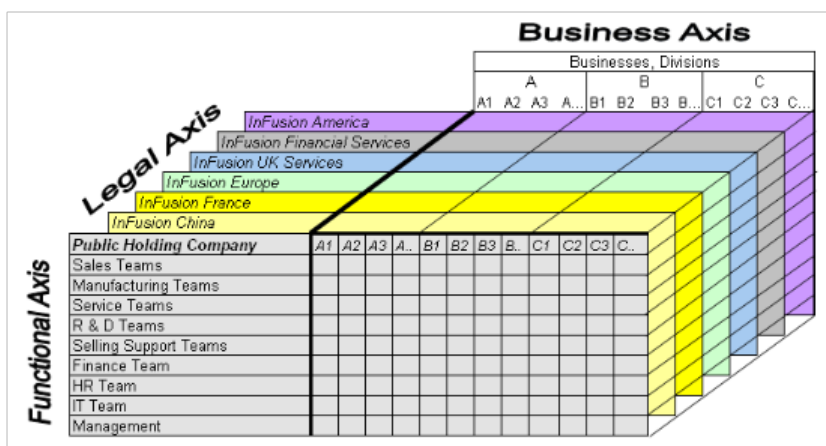 Business Axis
Businesses, Divisions
A B C
A1 A2 A3 A... B1 B2 B3 B... C1 C2 C3 C...
Legal Axis
InFusion America
InFusion Financial Services
InFusion UK Services
InFusion Europe
InFusion France
InFusion China
Functional Axis
Public Holding Company A1 A2 A3 A.. B1 B2 B3 B.. C1 C2 C3 C..
Sales Teams
Manufacturing Teams
Service Teams
R & D Teams
Selling Support Teams
Finance Team
HR Team
IT Team
Management